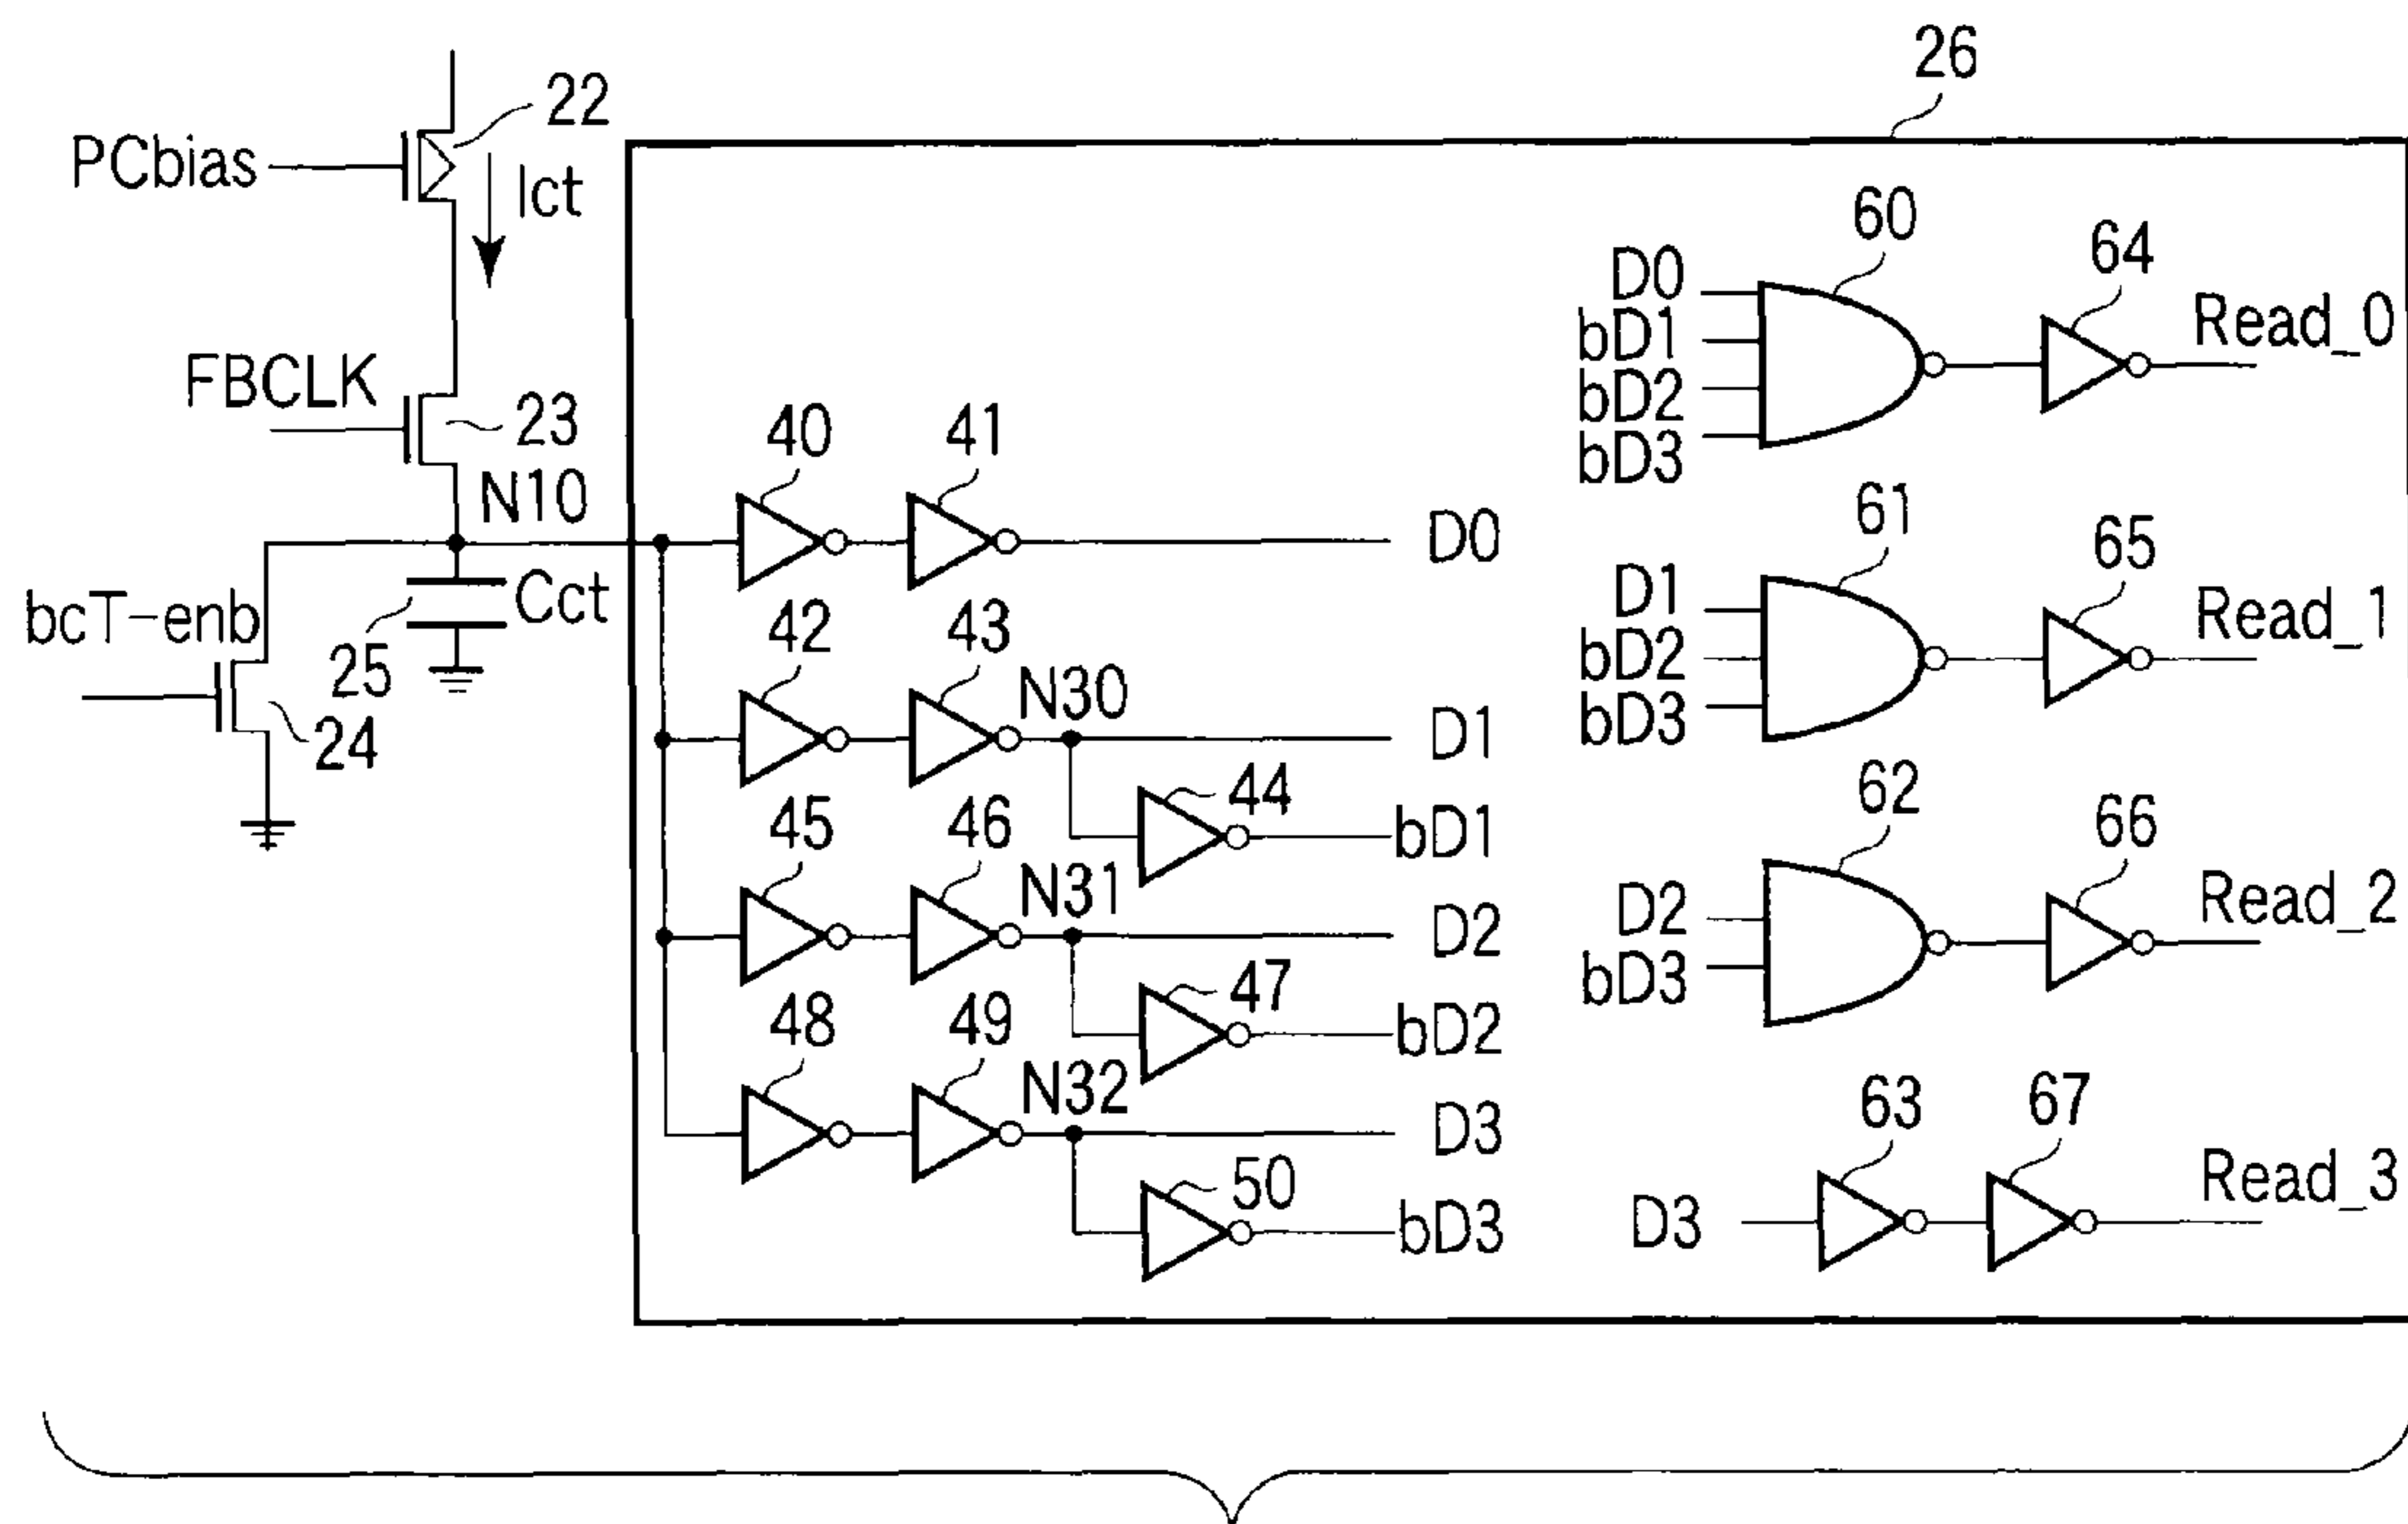 26
22
PCbias
Ict
60
64
D0
bD1
bD2
bD3
Read_0
FBCLK
23
40
41
N10
D0
61
65
D1
bD2
bD3
Read_1
bcT-enb
Cct
25
24
42
43
N30
D1
44
bD1
62
66
D2
bD3
Read_2
45
46
N31
D2
47
bD2
48
49
N32
D3
50
bD3
63
67
D3
Read_3